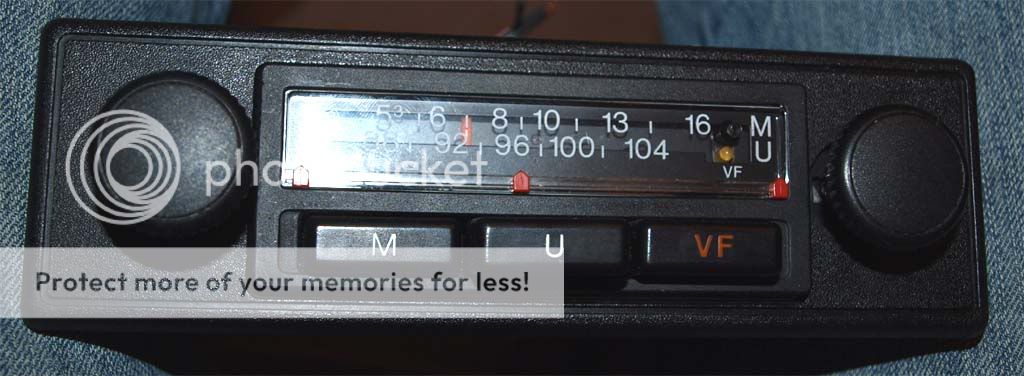 5³ 6 8 10 13 16 M
88 92 96 100 104 U
VF
photobucket
M U VF
Protect more of your memories for less!